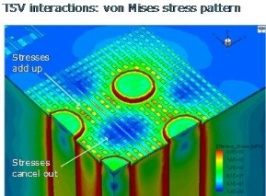 TSV interactions: von Mises stress pattern
Stresses
add up
Stresses
cancel out